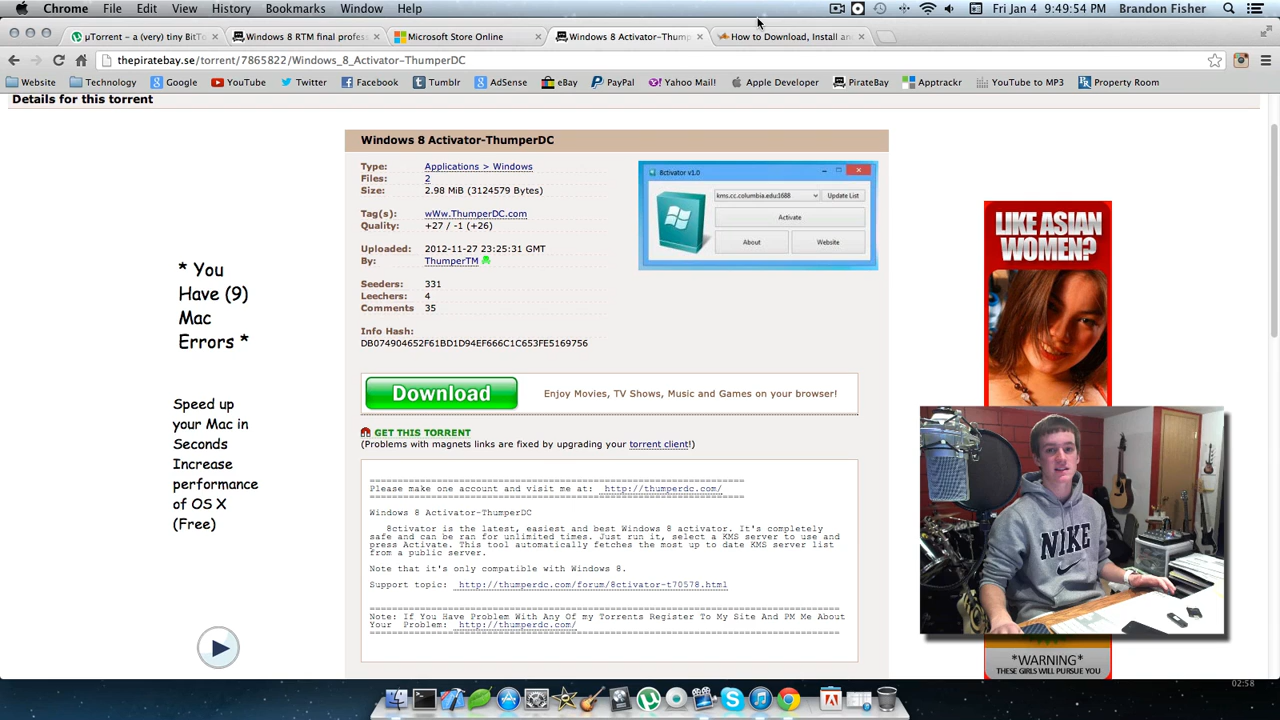 Chrome File Edit View History Bookmarks Window Help Fri Jan 4 9:49:54 PM Brandon Fisher
µTorrent – a (very) tiny BitTo Windows 8 RTM final profess Microsoft Store Online Windows 8 Activator-Thump How to Download, Install and
thepiratebay.se/torrent/7865822/Windows_8_Activator-ThumperDC
Website Technology Google YouTube Twitter Facebook Tumblr AdSense eBay PayPal Yahoo Mail! Apple Developer PirateBay Apptrackr YouTube to MP3 Property Room
Details for this torrent
Windows 8 Activator-ThumperDC
Type: Applications > Windows
Files: 2
Size: 2.98 MiB (3124579 Bytes)
Tag(s): wWw.ThumperDC.com
Quality: +27 / -1 (+26)
Uploaded: 2012-11-27 23:25:31 GMT
By: ThumperTM
Seeders: 331
Leechers: 4
Comments 35
Info Hash:
DB074904652F61BD1D94EF666C1C653FE5169756
8ctivator v1.0
kms.cc.columbia.edu:1688 Update List
Activate
About Website
Download Enjoy Movies, TV Shows, Music and Games on your browser!
GET THIS TORRENT
(Problems with magnets links are fixed by upgrading your torrent client!)
==============================================
Please make one account and visit me at: http://thumperdc.com/
==============================================
Windows 8 Activator-ThumperDC
8ctivator is the latest, easiest and best Windows 8 activator. It's completely
safe and can be ran for unlimited times. Just run it, select a KMS server to use and
press Activate. This tool automatically fetches the most up to date KMS server list
from a public server.
Note that it's only compatible with Windows 8.
Support topic: http://thumperdc.com/forum/8ctivator-t70578.html
==========================================================
Note: If You Have Problem With Any Of my Torrents Register To My Site And PM Me About
Your Problem: http://thumperdc.com/
==========================================================
* You
Have (9)
Mac
Errors *
Speed up
your Mac in
Seconds
Increase
performance
of OS X
(Free)
LIKE ASIAN
WOMEN?
NIKE
*WARNING*
THESE GIRLS WILL PURSUE YOU
02:58